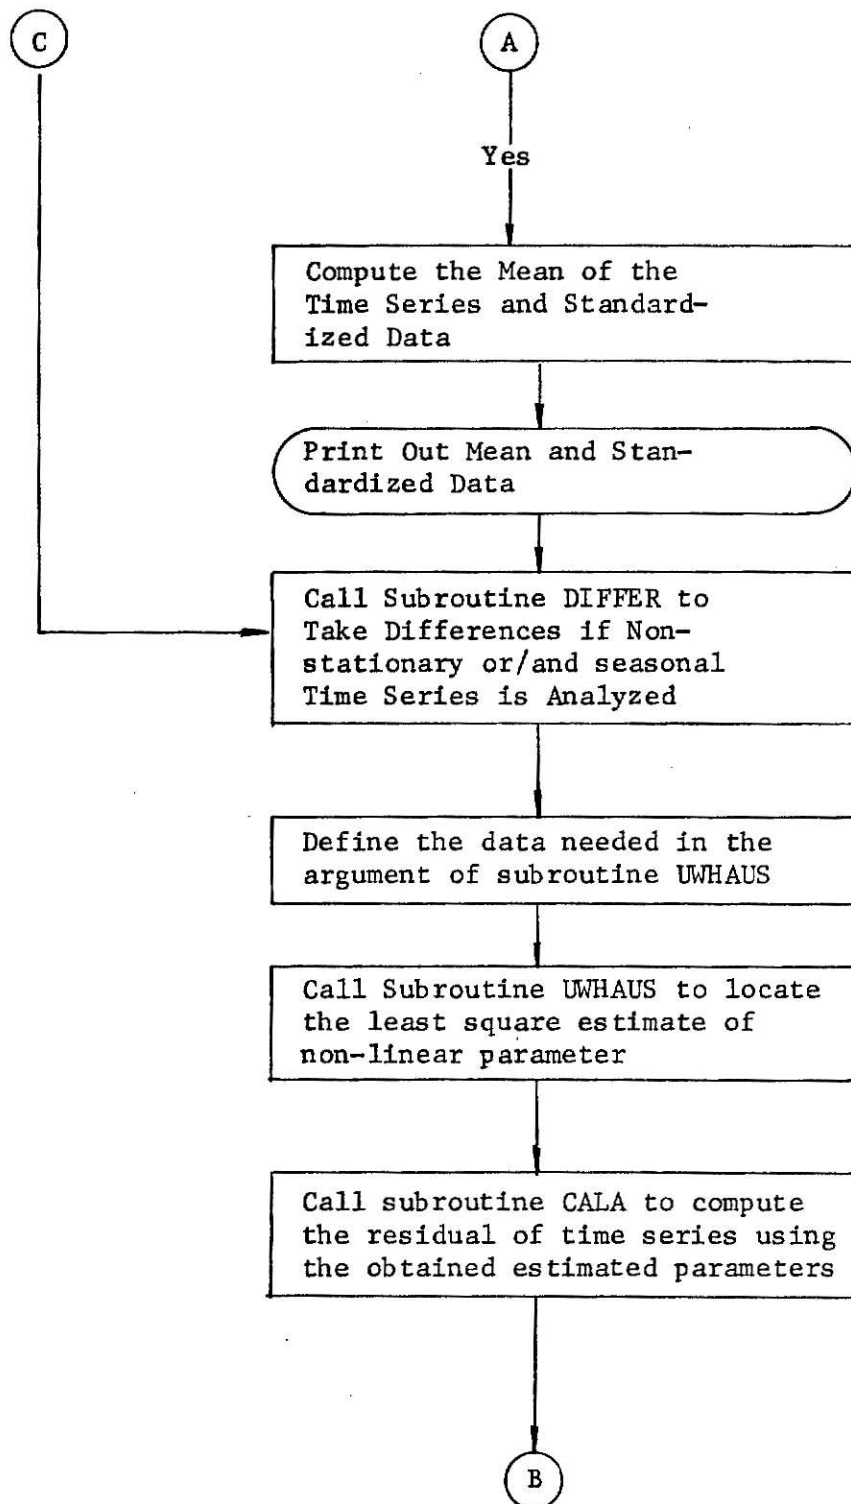 C
A
Yes
Compute the Mean of the
Time Series and Standard-
ized Data
Print Out Mean and Stan-
dardized Data
Call Subroutine DIFFER to
Take Differences if Non-
stationary or/and seasonal
Time Series is Analyzed
Define the data needed in the
argument of subroutine UWHAUS
Call Subroutine UWHAUS to locate
the least square estimate of
non-linear parameter
Call subroutine CALA to compute
the residual of time series using
the obtained estimated parameters
B